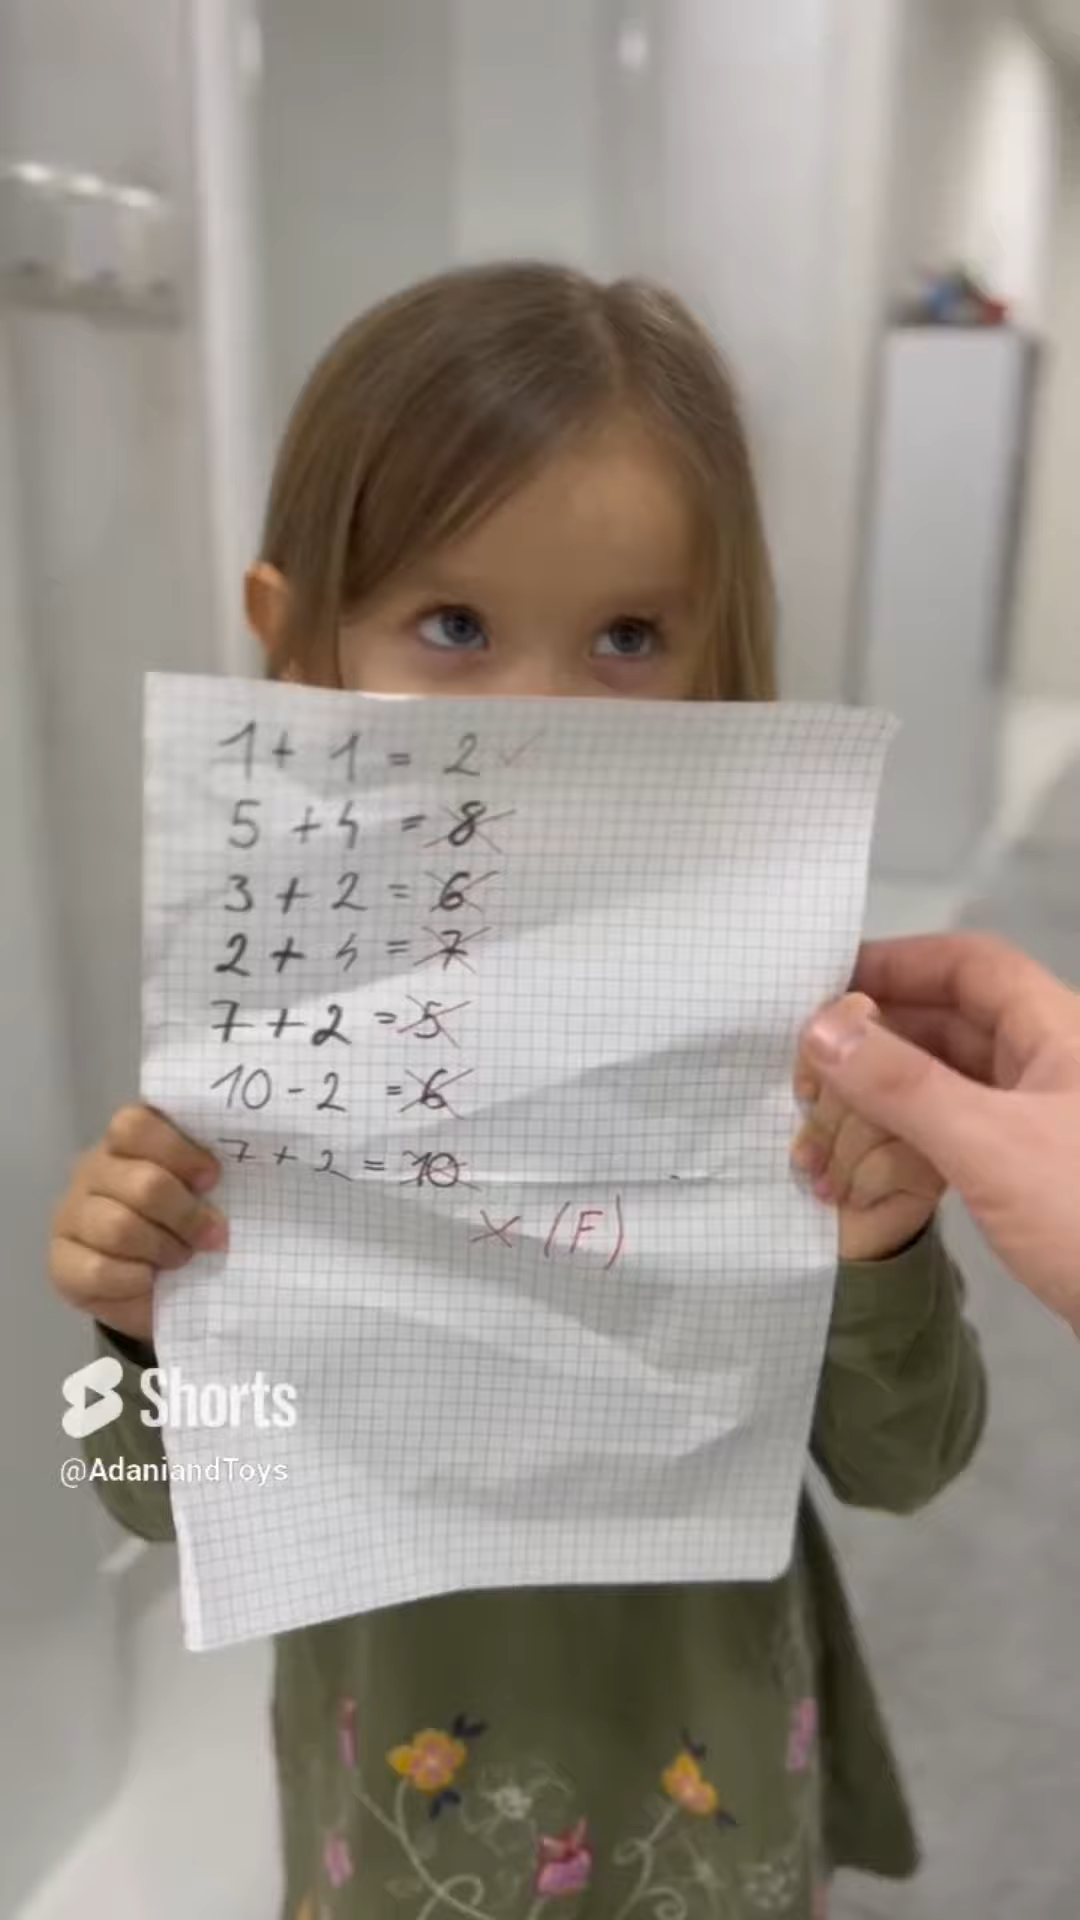 1 + 1 = 2 ✓
5 + 4 = 8
3 + 2 = 6
2 + 4 = 7
7 + 2 = 5
10 - 2 = 6
7 + 2 = 10
x (F)
Shorts
@AdaniandToys